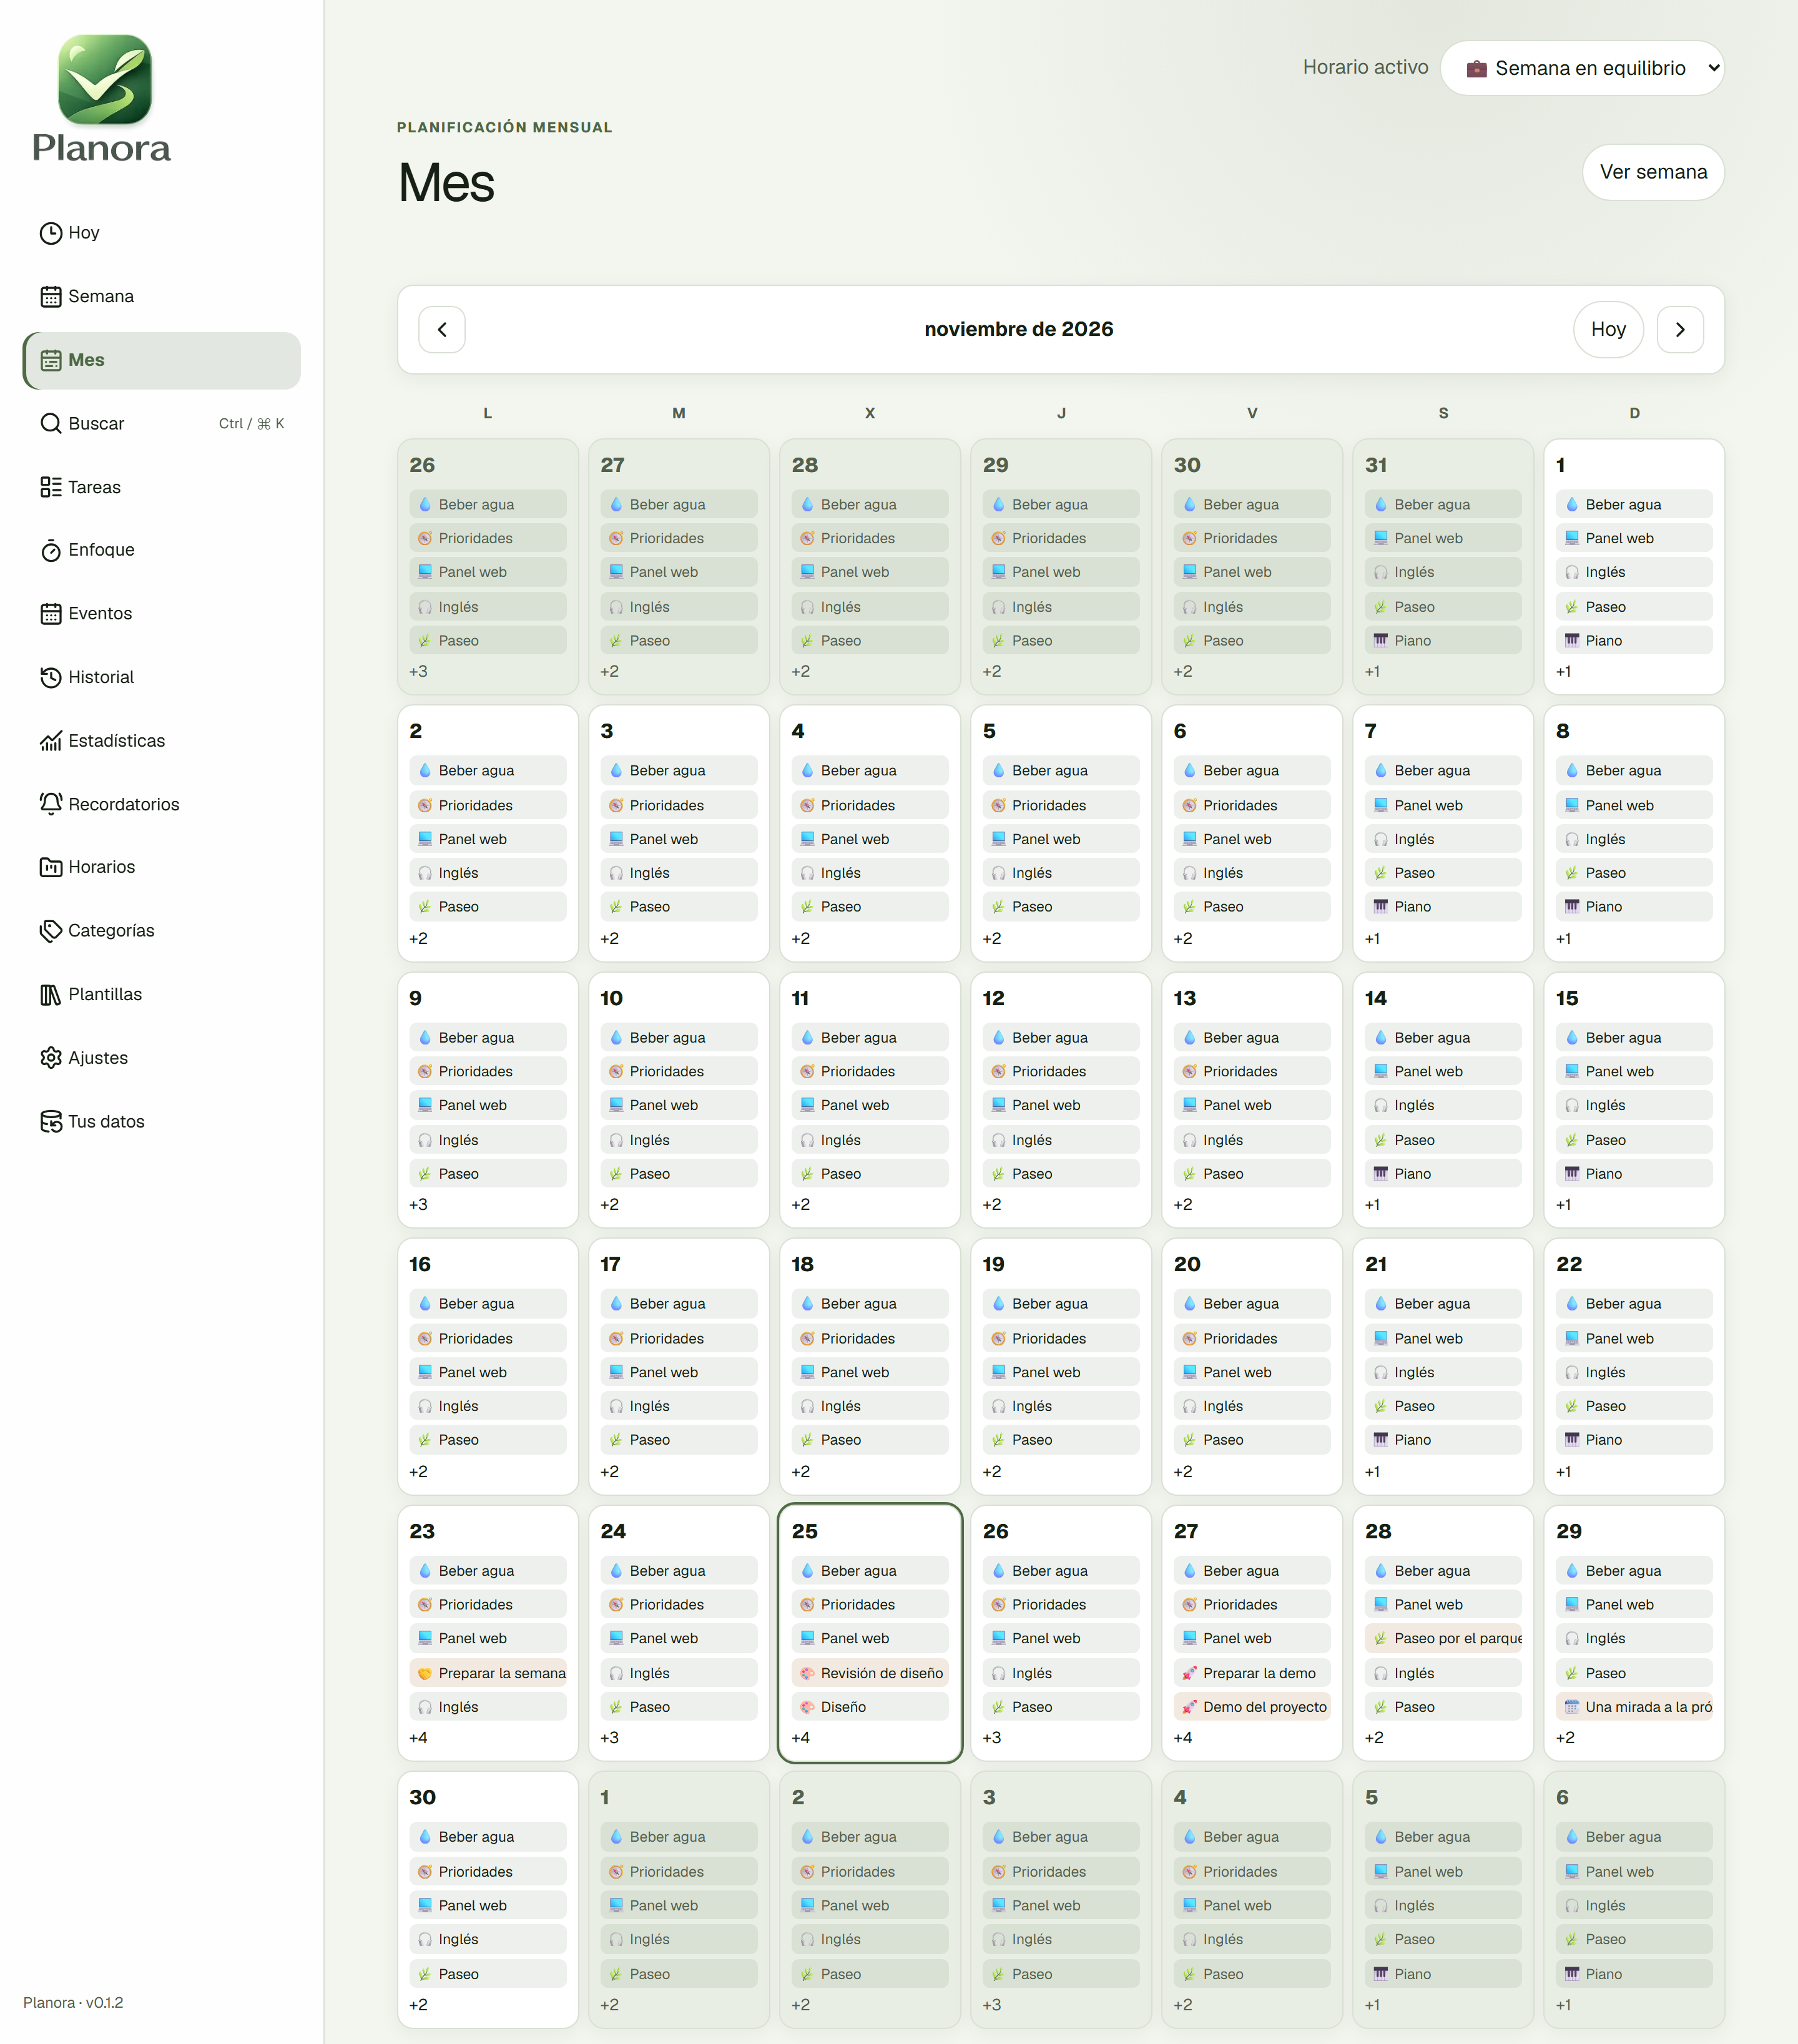 Planora
Hoy
Semana
Mes
Buscar Ctrl / ⌘ K
Tareas
Enfoque
Eventos
Historial
Estadísticas
Recordatorios
Horarios
Categorías
Plantillas
Ajustes
Tus datos
Planora · v0.1.2
Horario activo Semana en equilibrio
PLANIFICACIÓN MENSUAL
Mes
Ver semana
noviembre de 2026
Hoy
L M X J V S D
26 27 28 29 30 31 1
Beber agua Beber agua Beber agua Beber agua Beber agua Beber agua Beber agua
Prioridades Prioridades Prioridades Prioridades Prioridades Panel web Panel web
Panel web Panel web Panel web Panel web Panel web Inglés Inglés
Inglés Inglés Inglés Inglés Inglés Paseo Paseo
Paseo Paseo Paseo Paseo Paseo Piano Piano
+3 +2 +2 +2 +2 +1 +1
2 3 4 5 6 7 8
Beber agua Beber agua Beber agua Beber agua Beber agua Beber agua Beber agua
Prioridades Prioridades Prioridades Prioridades Prioridades Panel web Panel web
Panel web Panel web Panel web Panel web Panel web Inglés Inglés
Inglés Inglés Inglés Inglés Inglés Paseo Paseo
Paseo Paseo Paseo Paseo Paseo Piano Piano
+2 +2 +2 +2 +2 +1 +1
9 10 11 12 13 14 15
Beber agua Beber agua Beber agua Beber agua Beber agua Beber agua Beber agua
Prioridades Prioridades Prioridades Prioridades Prioridades Panel web Panel web
Panel web Panel web Panel web Panel web Panel web Inglés Inglés
Inglés Inglés Inglés Inglés Inglés Paseo Paseo
Paseo Paseo Paseo Paseo Paseo Piano Piano
+3 +2 +2 +2 +2 +1 +1
16 17 18 19 20 21 22
Beber agua Beber agua Beber agua Beber agua Beber agua Beber agua Beber agua
Prioridades Prioridades Prioridades Prioridades Prioridades Panel web Panel web
Panel web Panel web Panel web Panel web Panel web Inglés Inglés
Inglés Inglés Inglés Inglés Inglés Paseo Paseo
Paseo Paseo Paseo Paseo Paseo Piano Piano
+2 +2 +2 +2 +2 +1 +1
23 24 25 26 27 28 29
Beber agua Beber agua Beber agua Beber agua Beber agua Beber agua Beber agua
Prioridades Prioridades Prioridades Prioridades Prioridades Panel web Panel web
Panel web Panel web Panel web Panel web Panel web Paseo por el parque Inglés
Preparar la semana Inglés Revisión de diseño Inglés Preparar la demo Inglés Paseo
Inglés Paseo Diseño Paseo Demo del proyecto Paseo Una mirada a la pró
+4 +3 +4 +3 +4 +2 +2
30 1 2 3 4 5 6
Beber agua Beber agua Beber agua Beber agua Beber agua Beber agua Beber agua
Prioridades Prioridades Prioridades Prioridades Prioridades Panel web Panel web
Panel web Panel web Panel web Panel web Panel web Inglés Inglés
Inglés Inglés Inglés Inglés Inglés Paseo Paseo
Paseo Paseo Paseo Paseo Paseo Piano Piano
+2 +2 +2 +3 +2 +1 +1